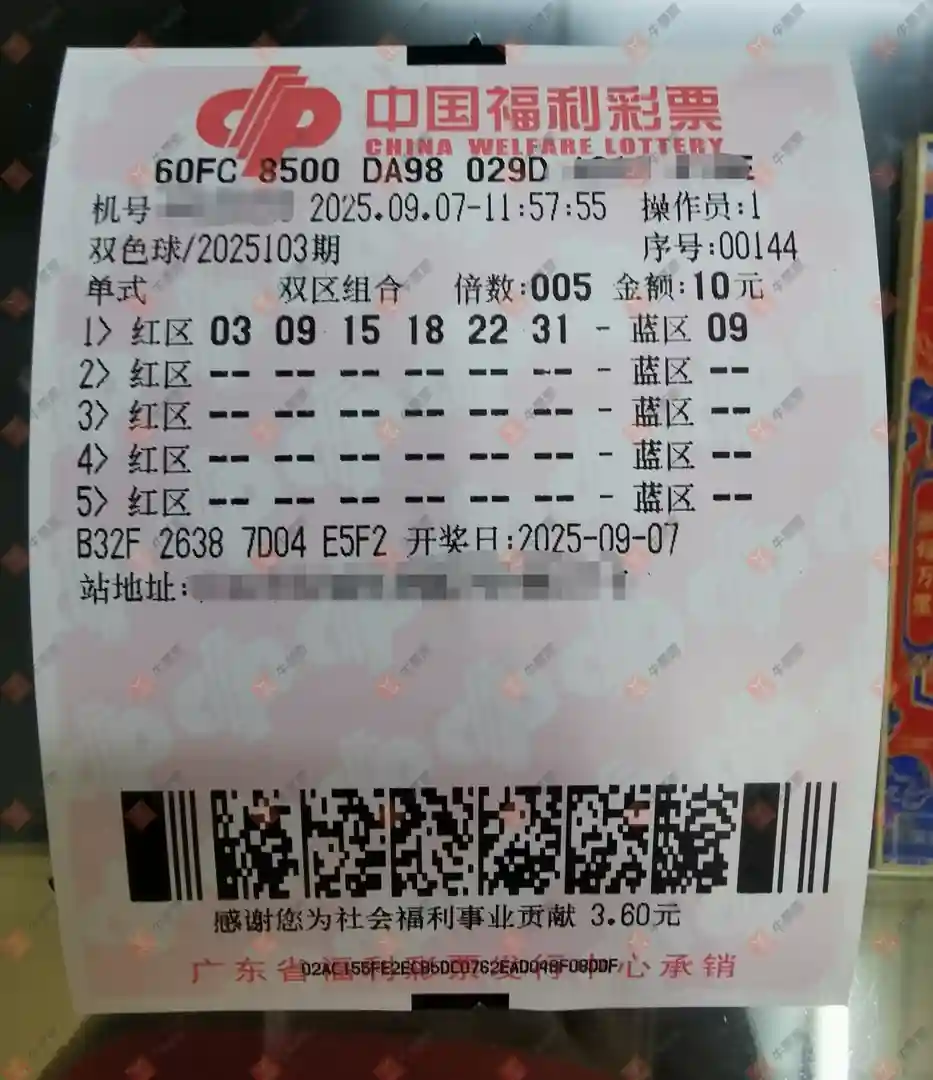 中国福利彩票
CHINA WELFARE LOTTERY
60FC 8500 DA98 029D
机号 2025.09.07-11:57:55 操作员:1
双色球/2025103期 序号:00144
单式 双区组合 倍数:005 金额:10元
1> 红区 03 09 15 18 22 31 - 蓝区 09
2> 红区 -- -- -- -- -- -- - 蓝区 --
3> 红区 -- -- -- -- -- -- - 蓝区 --
4> 红区 -- -- -- -- -- -- - 蓝区 --
5> 红区 -- -- -- -- -- -- - 蓝区 --
B32F 2638 7D04 E5F2 开奖日:2025-09-07
站地址:
感谢您为社会福利事业贡献 3.60元
广东省福利彩票发行中心承销